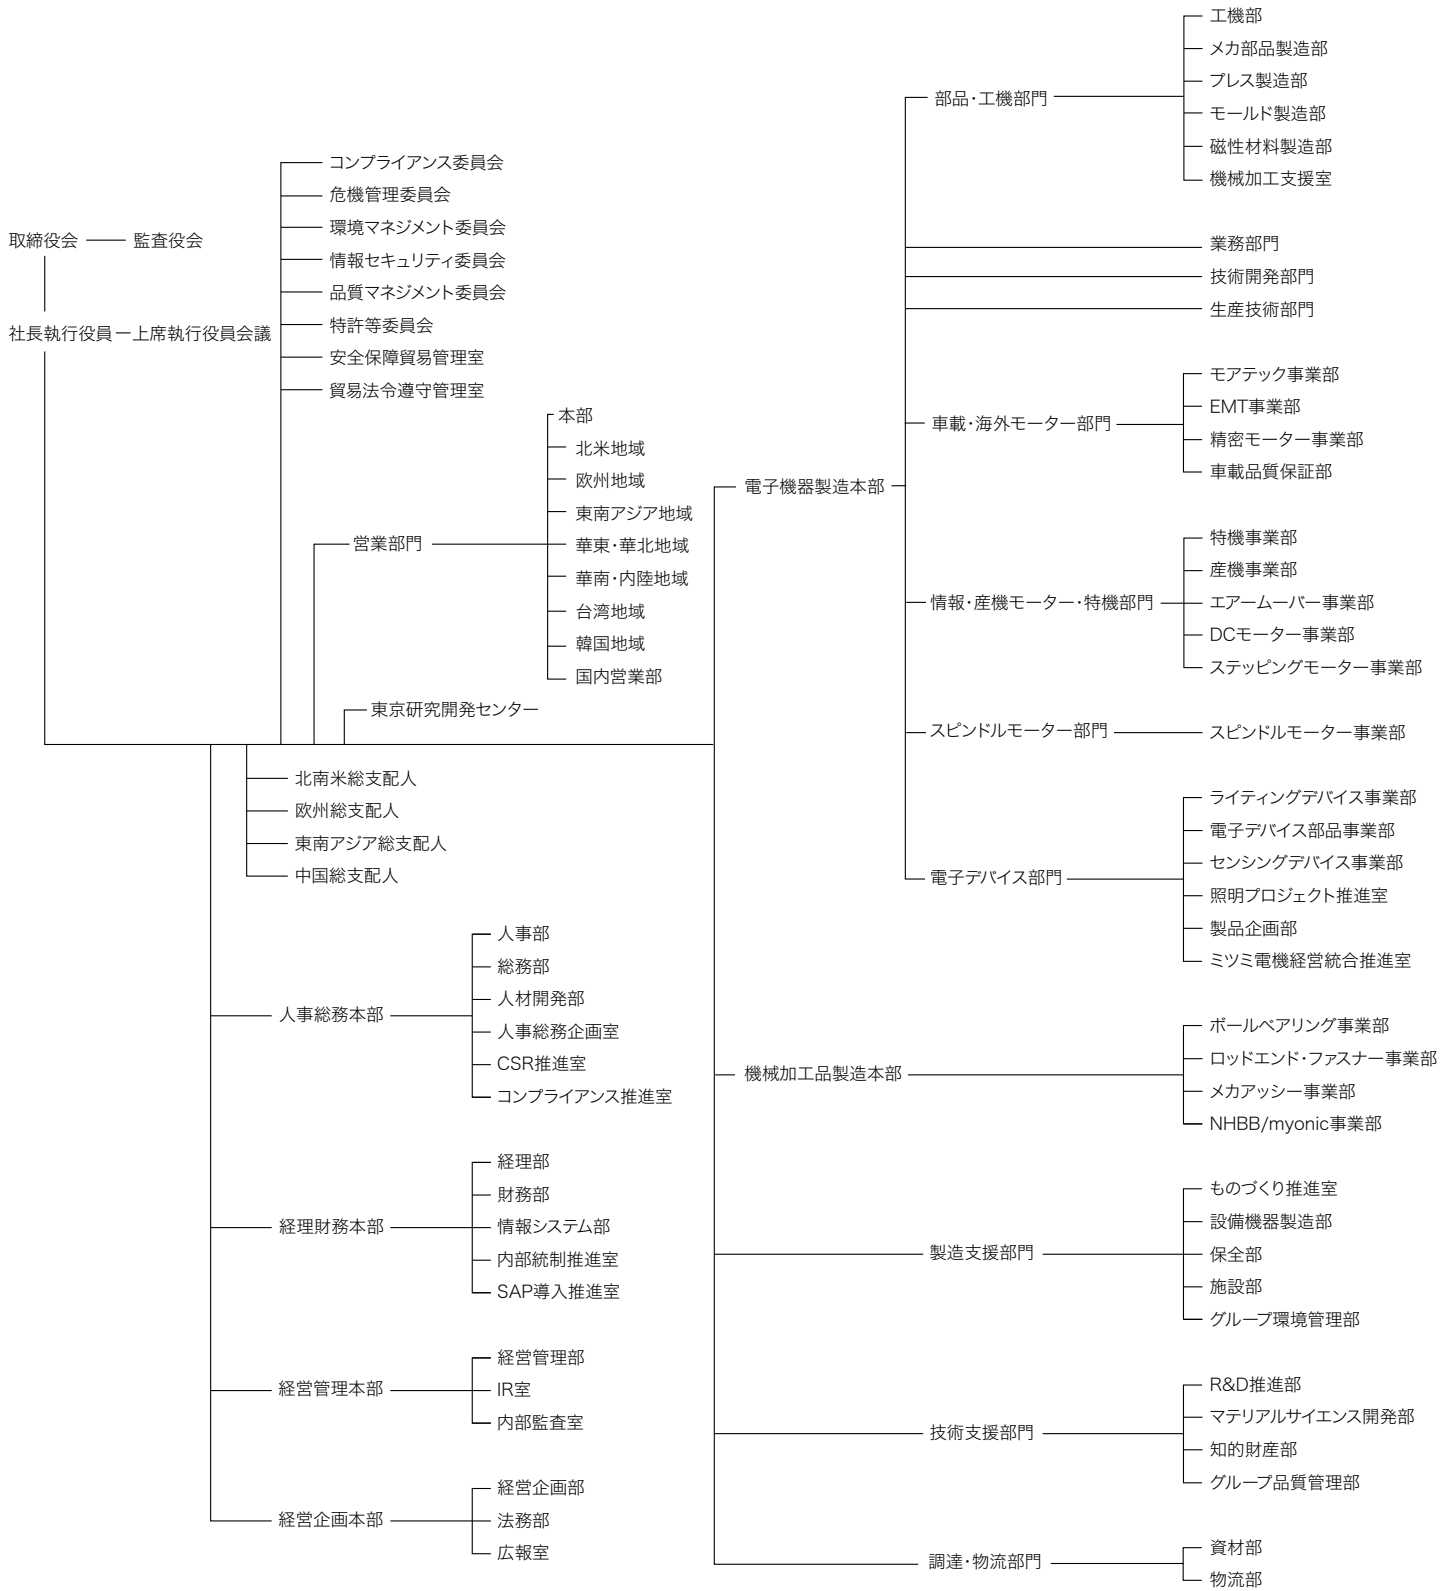 取締役会
監査役会
社長執行役員
上席執行役員会議
コンプライアンス委員会
危機管理委員会
環境マネジメント委員会
情報セキュリティ委員会
品質マネジメント委員会
特許等委員会
安全保障貿易管理室
貿易法令遵守管理室
営業部門
本部
北米地域
欧州地域
東南アジア地域
華東・華北地域
華南・内陸地域
台湾地域
韓国地域
国内営業部
東京研究開発センター
北南米総支配人
欧州総支配人
東南アジア総支配人
中国総支配人
人事総務本部
人事部
総務部
人材開発部
人事総務企画室
CSR推進室
コンプライアンス推進室
経理財務本部
経理部
財務部
情報システム部
内部統制推進室
SAP導入推進室
経営管理本部
経営管理部
IR室
内部監査室
経営企画本部
経営企画部
法務部
広報室
電子機器製造本部
部品・工機部門
工機部
メカ部品製造部
プレス製造部
モールド製造部
磁性材料製造部
機械加工支援室
業務部門
技術開発部門
生産技術部門
車載・海外モーター部門
モアテック事業部
EMT事業部
精密モーター事業部
車載品質保証部
情報・産機モーター・特機部門
特機事業部
産機事業部
エアームーバー事業部
DCモーター事業部
ステッピングモーター事業部
スピンドルモーター部門
スピンドルモーター事業部
電子デバイス部門
ライティングデバイス事業部
電子デバイス部品事業部
センシングデバイス事業部
照明プロジェクト推進室
製品企画部
ミツミ電機経営統合推進室
機械加工品製造本部
ボールベアリング事業部
ロッドエンド・ファスナー事業部
メカアッシー事業部
NHBB/myonic事業部
製造支援部門
ものづくり推進室
設備機器製造部
保全部
施設部
グループ環境管理部
技術支援部門
R&D推進部
マテリアルサイエンス開発部
知的財産部
グループ品質管理部
調達・物流部門
資材部
物流部